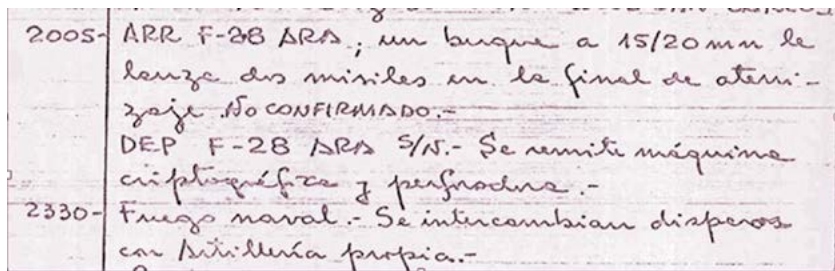 2005- ARR F-28 ARA; un buque a 15/20 mn le
lanza dos misiles en la final de aterri-
zaje. NO CONFIRMADO.-
DEP F-28 ARA S/N.- Se remite máquina
criptográfica y perforadora.-
2330- Fuego naval.- Se intercambian disparos
con Artillería propia.-